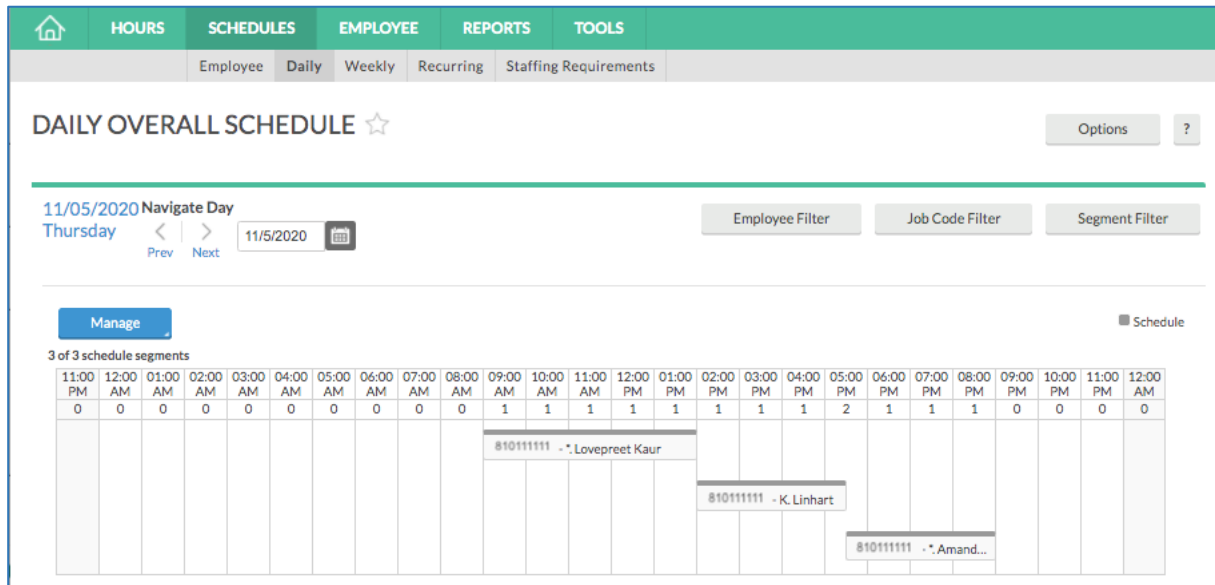 HOURS SCHEDULES EMPLOYEE REPORTS TOOLS
Employee Daily Weekly Recurring Staffing Requirements
DAILY OVERALL SCHEDULE
Options ?
11/05/2020 Navigate Day
Thursday
Prev Next
11/5/2020
Employee Filter Job Code Filter Segment Filter
Manage
Schedule
3 of 3 schedule segments
11:00 12:00 01:00 02:00 03:00 04:00 05:00 06:00 07:00 08:00 09:00 10:00 11:00 12:00 01:00 02:00 03:00 04:00 05:00 06:00 07:00 08:00 09:00 10:00 11:00 12:00
PM AM AM AM AM AM AM AM AM AM AM AM AM PM PM PM PM PM PM PM PM PM PM PM PM AM
0 0 0 0 0 0 0 0 0 0 1 1 1 1 1 1 1 1 2 1 1 1 0 0 0 0
810111111 - *. Lovepreet Kaur
810111111 - K. Linhart
810111111 - *. Amand...